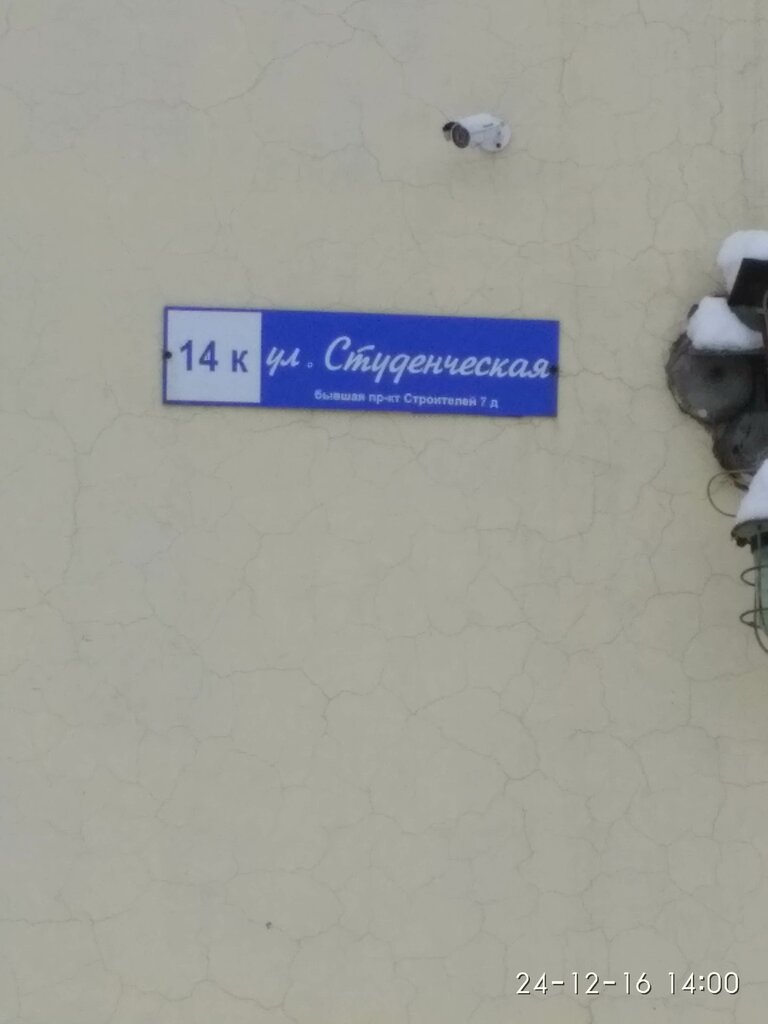 14 к ул. Студенческая
бывшая пр-кт Строителей 7 д
24-12-16 14:00